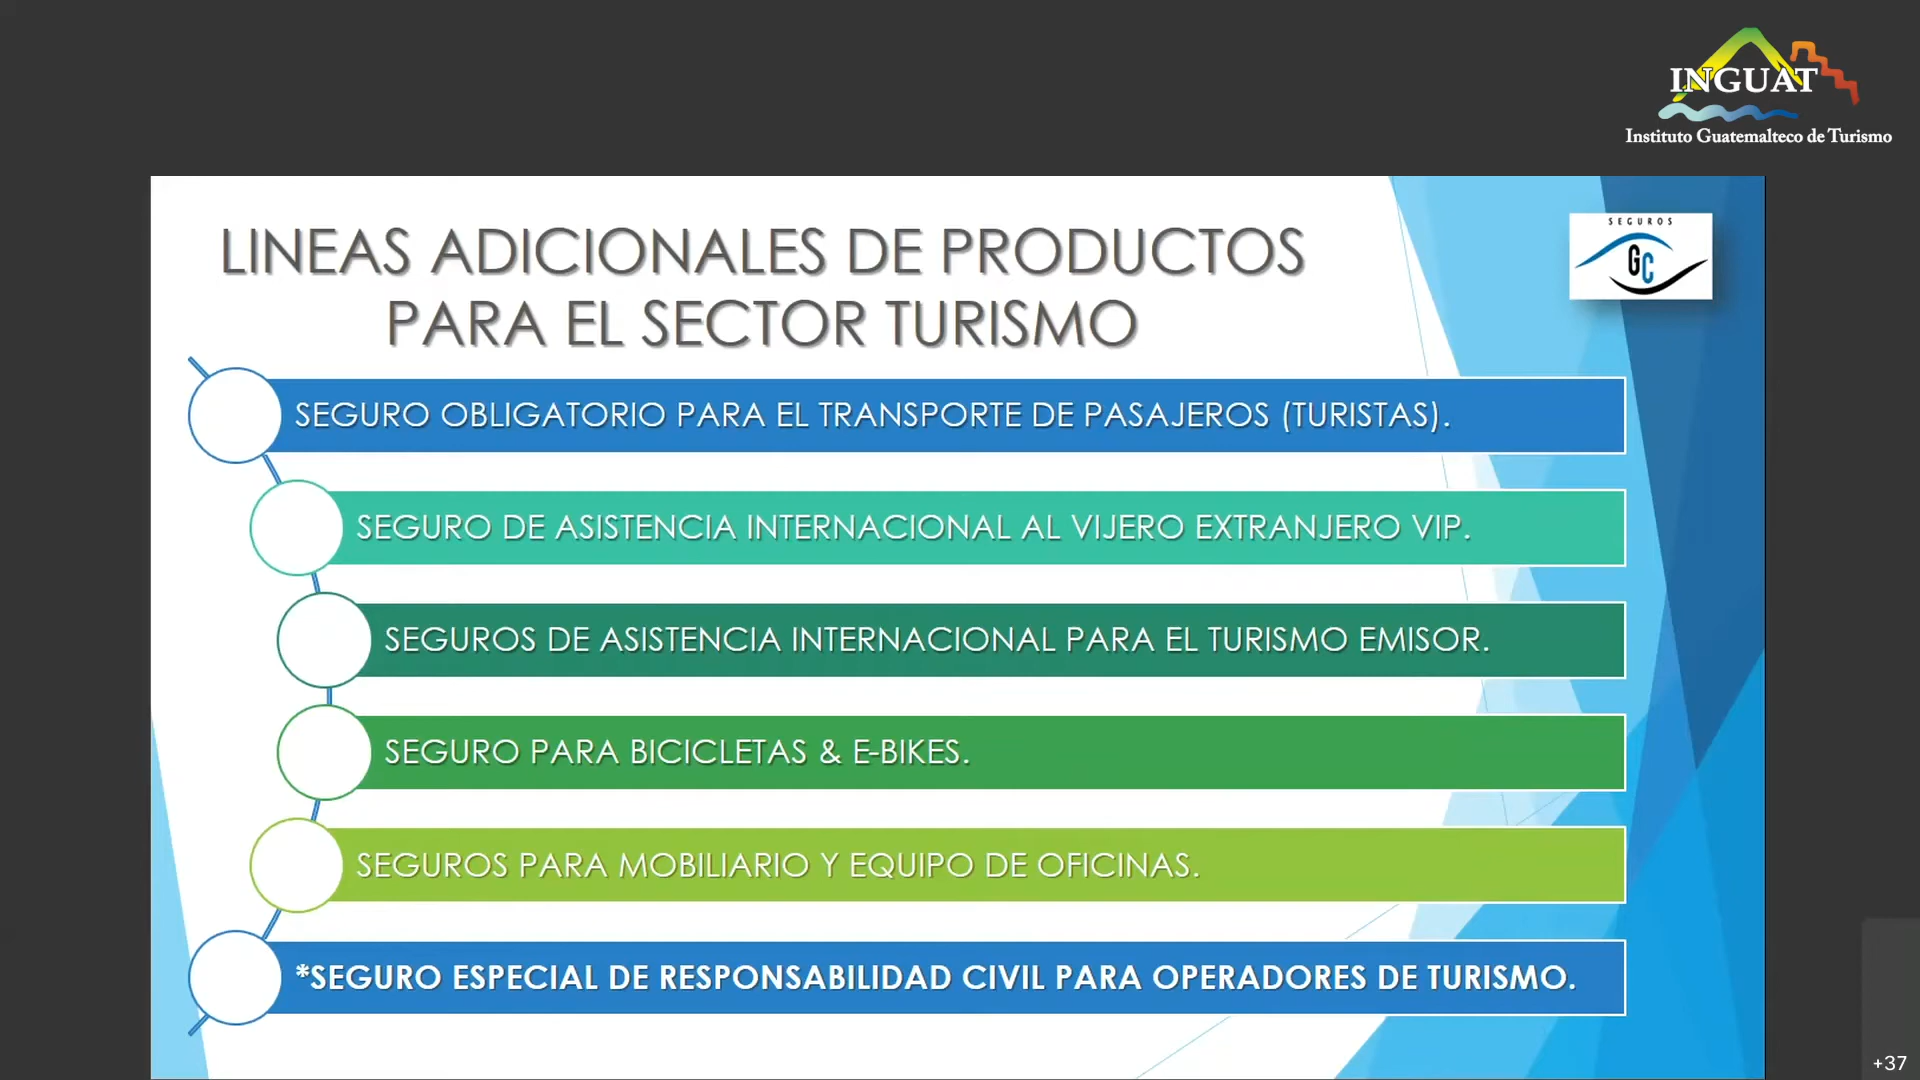 INGUAT
Instituto Guatemalteco de Turismo
SEGUROS
GC
LINEAS ADICIONALES DE PRODUCTOS
PARA EL SECTOR TURISMO
SEGURO OBLIGATORIO PARA EL TRANSPORTE DE PASAJEROS (TURISTAS).
SEGURO DE ASISTENCIA INTERNACIONAL AL VIJERO EXTRANJERO VIP.
SEGUROS DE ASISTENCIA INTERNACIONAL PARA EL TURISMO EMISOR.
SEGURO PARA BICICLETAS & E-BIKES.
SEGUROS PARA MOBILIARIO Y EQUIPO DE OFICINAS.
*SEGURO ESPECIAL DE RESPONSABILIDAD CIVIL PARA OPERADORES DE TURISMO.
+37